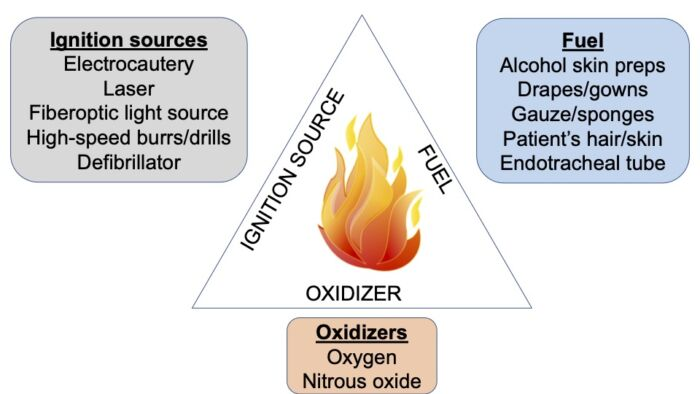 Ignition sources
Electrocautery
Laser
Fiberoptic light source
High-speed burrs/drills
Defibrillator
Fuel
Alcohol skin preps
Drapes/gowns
Gauze/sponges
Patient's hair/skin
Endotracheal tube
IGNITION SOURCE
FUEL
OXIDIZER
Oxidizers
Oxygen
Nitrous oxide